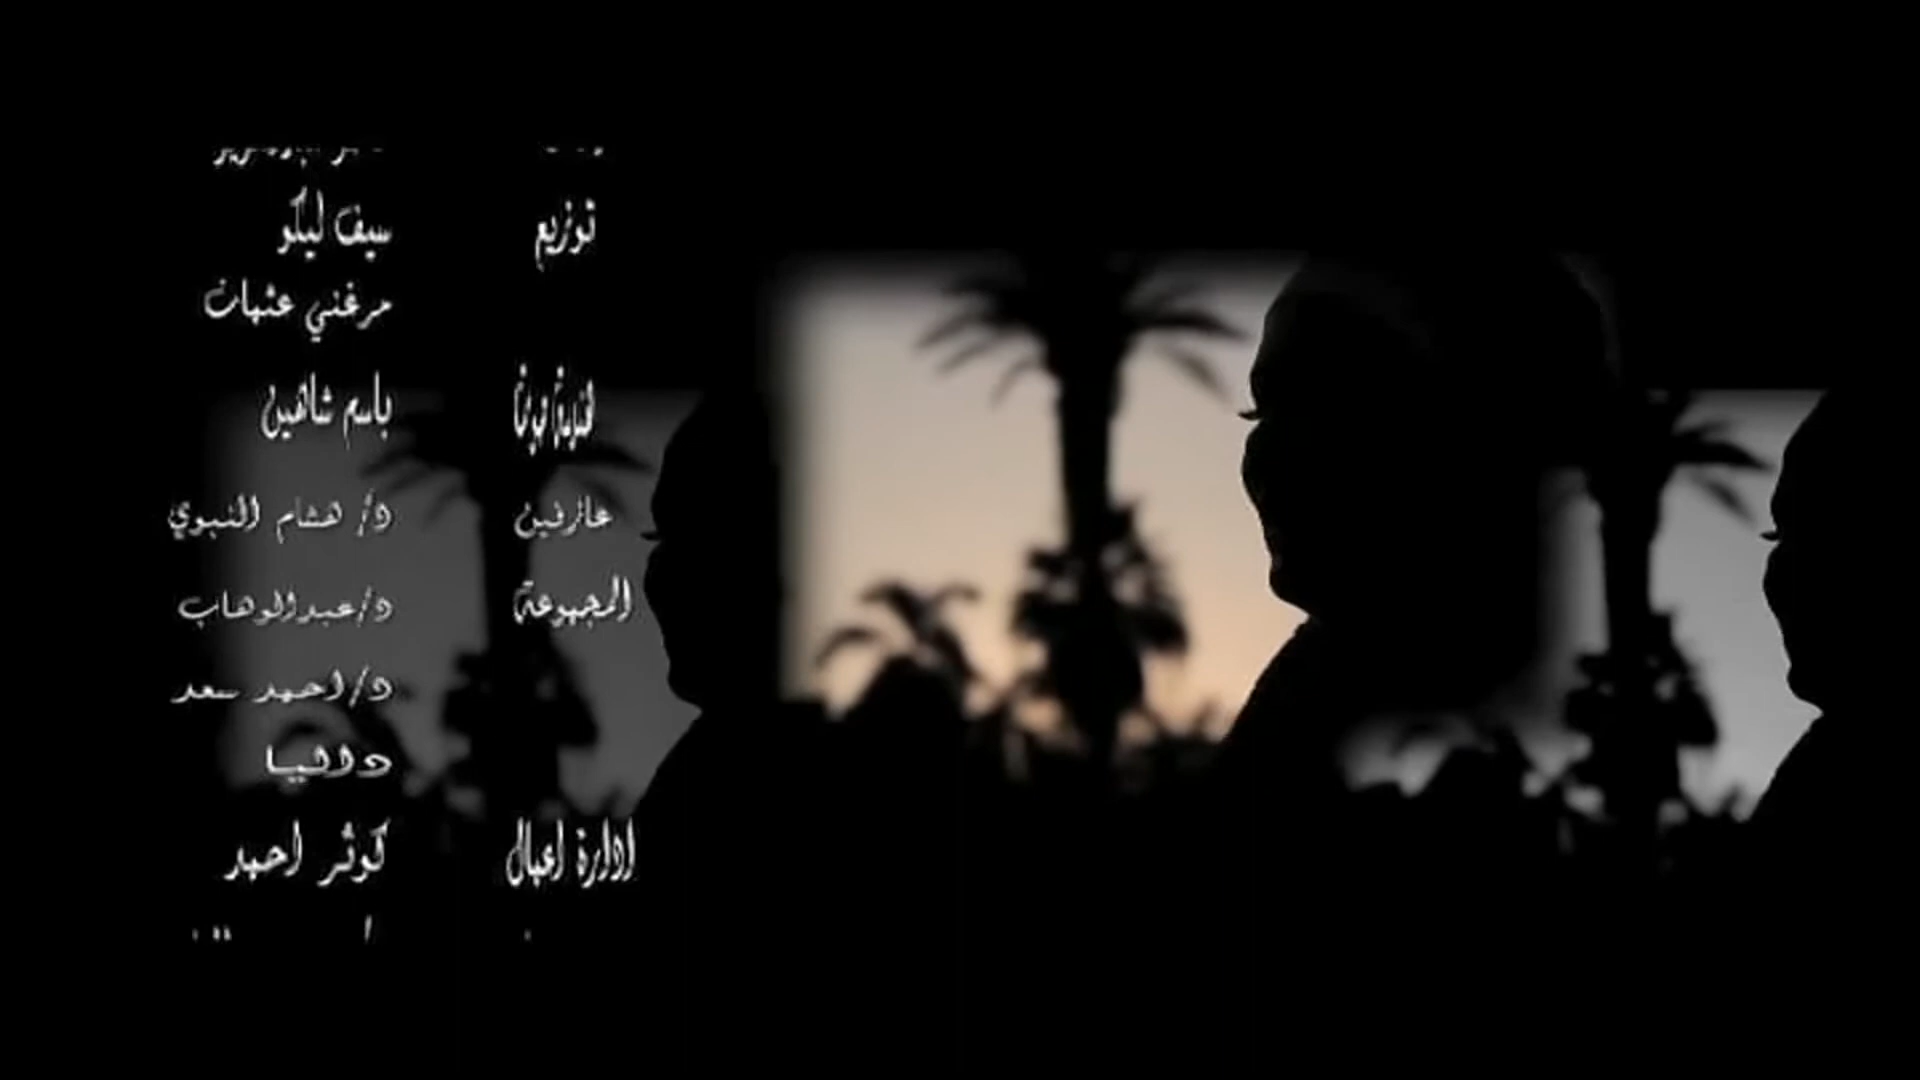 توزيع سيف ليكو
مرغني عثمان
باسم شاهين
عازفين د/ هشام النبوي
المجموعة د/عبدالوهاب
د/احمد سعد
داليا
ادارة اعمال كوثر احمد